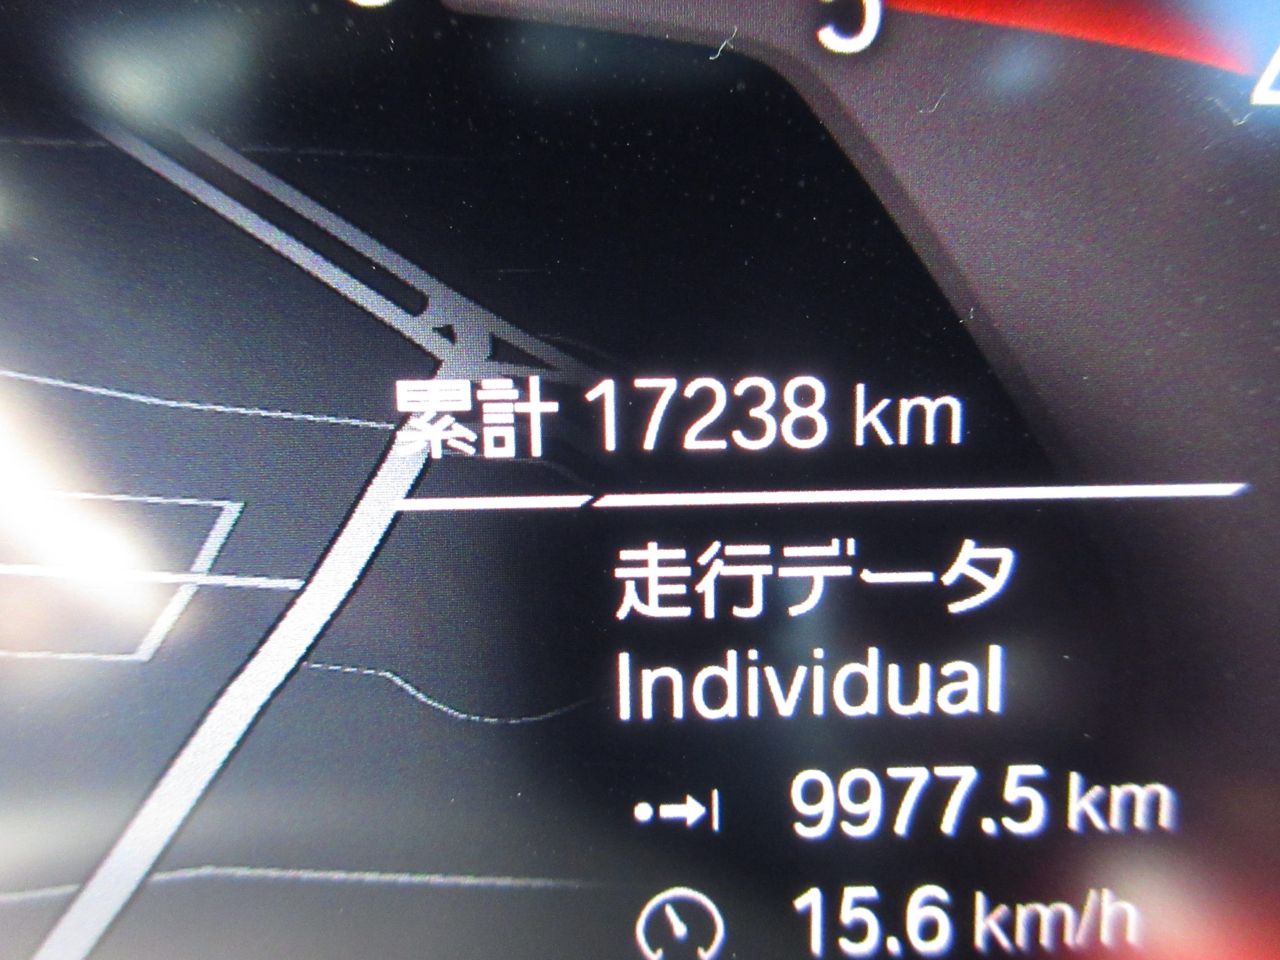 累計 17238 km
走行データ
Individual
9977.5 km
15.6 km/h